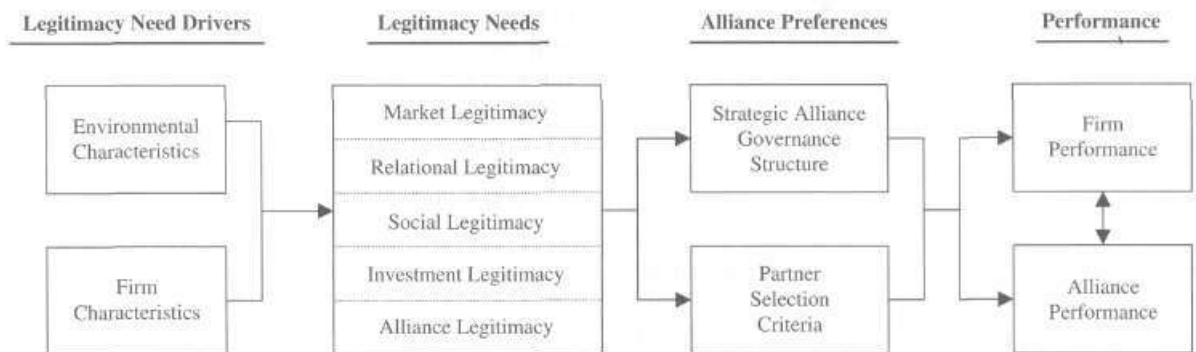 Legitimacy Need Drivers
Legitimacy Needs
Alliance Preferences
Performance
Environmental
Characteristics
Firm
Characteristics
Market Legitimacy
Relational Legitimacy
Social Legitimacy
Investment Legitimacy
Alliance Legitimacy
Strategic Alliance
Governance
Structure
Partner
Selection
Criteria
Firm
Performance
Alliance
Performance